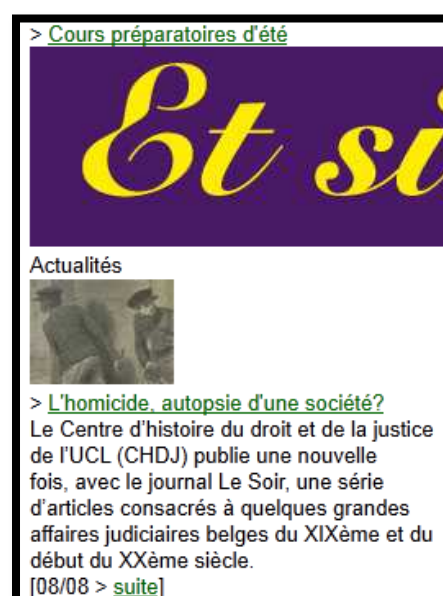 > Cours préparatoires d'été
Et si
Actualités
> L'homicide, autopsie d'une société?
Le Centre d'histoire du droit et de la justice
de l'UCL (CHDJ) publie une nouvelle
fois, avec le journal Le Soir, une série
d'articles consacrés à quelques grandes
affaires judiciaires belges du XIXème et du
début du XXème siècle.
[08/08 > suite]